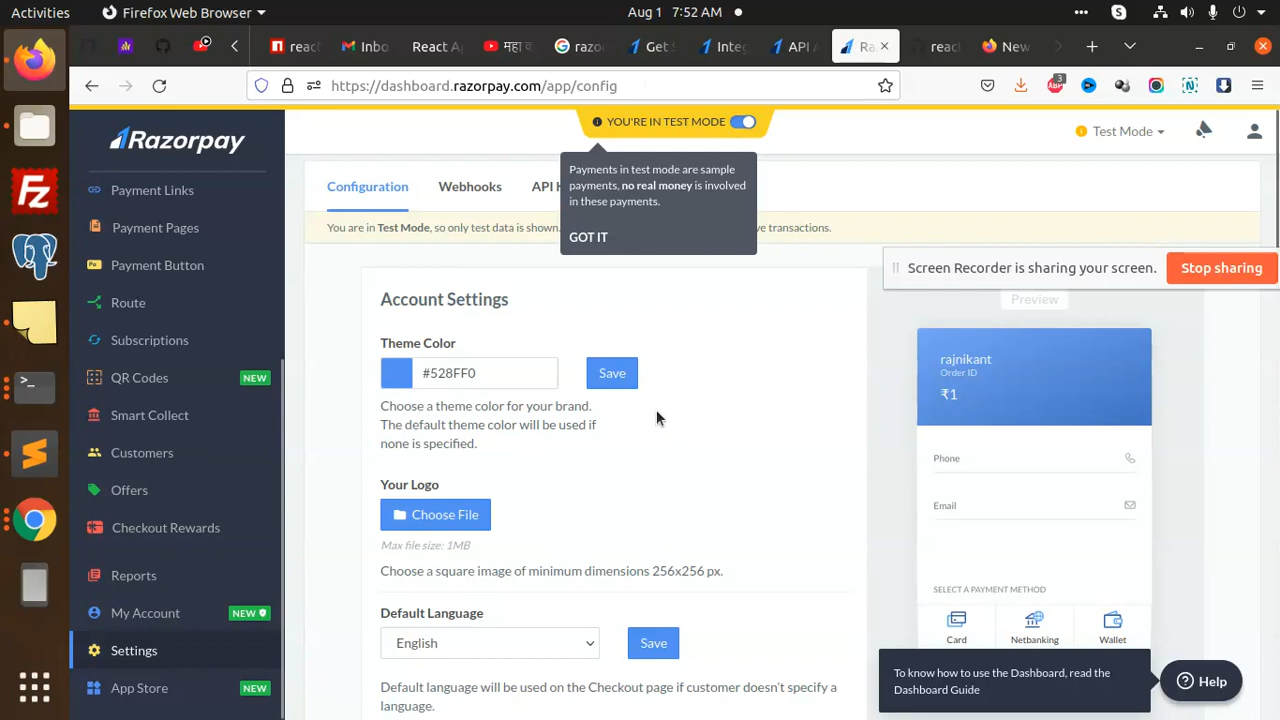 Activities
Firefox Web Browser
Aug 1 7:52 AM
reac
Inbo
React Ap
महा व
razo
Get S
Integ
API A
Ra
reac
New
https://dashboard.razorpay.com/app/config
3
Razorpay
YOU'RE IN TEST MODE
Test Mode
Payment Links
Payment Pages
Payment Button
Route
Subscriptions
QR Codes NEW
Smart Collect
Customers
Offers
Checkout Rewards
Reports
My Account NEW
Settings
App Store NEW
Configuration
Webhooks
API K
Payments in test mode are sample
payments, no real money is involved
in these payments.
GOT IT
You are in Test Mode, so only test data is shown.
ve transactions.
Screen Recorder is sharing your screen.
Stop sharing
Account Settings
Theme Color
#528FF0
Save
Choose a theme color for your brand.
The default theme color will be used if
none is specified.
Your Logo
Choose File
Max file size: 1MB
Choose a square image of minimum dimensions 256x256 px.
Default Language
English
Save
Default language will be used on the Checkout page if customer doesn't specify a
language.
Preview
rajnikant
Order ID
₹1
Phone
Email
SELECT A PAYMENT METHOD
Card
Netbanking
Wallet
To know how to use the Dashboard, read the
Dashboard Guide
Help